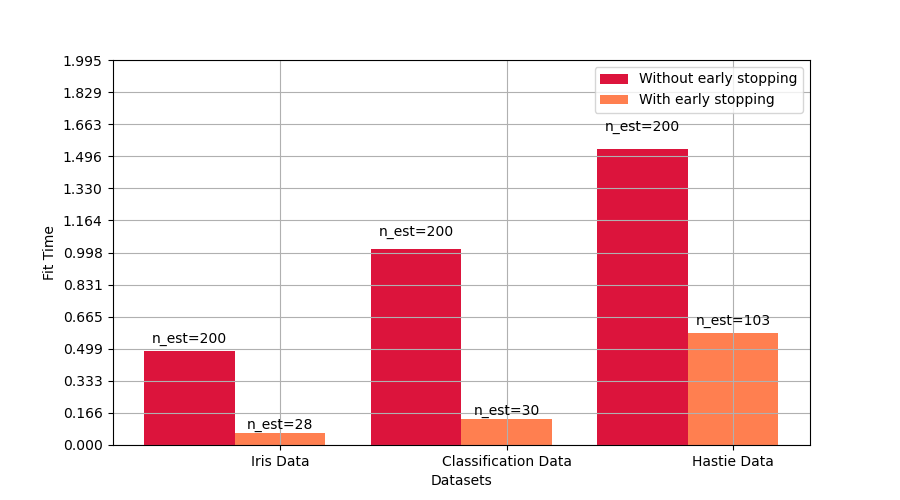 1.995
1.829
1.663
1.496
1.330
1.164
0.998
0.831
0.665
0.499
0.333
0.166
0.000
Fit Time
Without early stopping
With early stopping
n_est=200
n_est=200
n_est=200
n_est=103
n_est=28
n_est=30
Iris Data
Classification Data
Hastie Data
Datasets